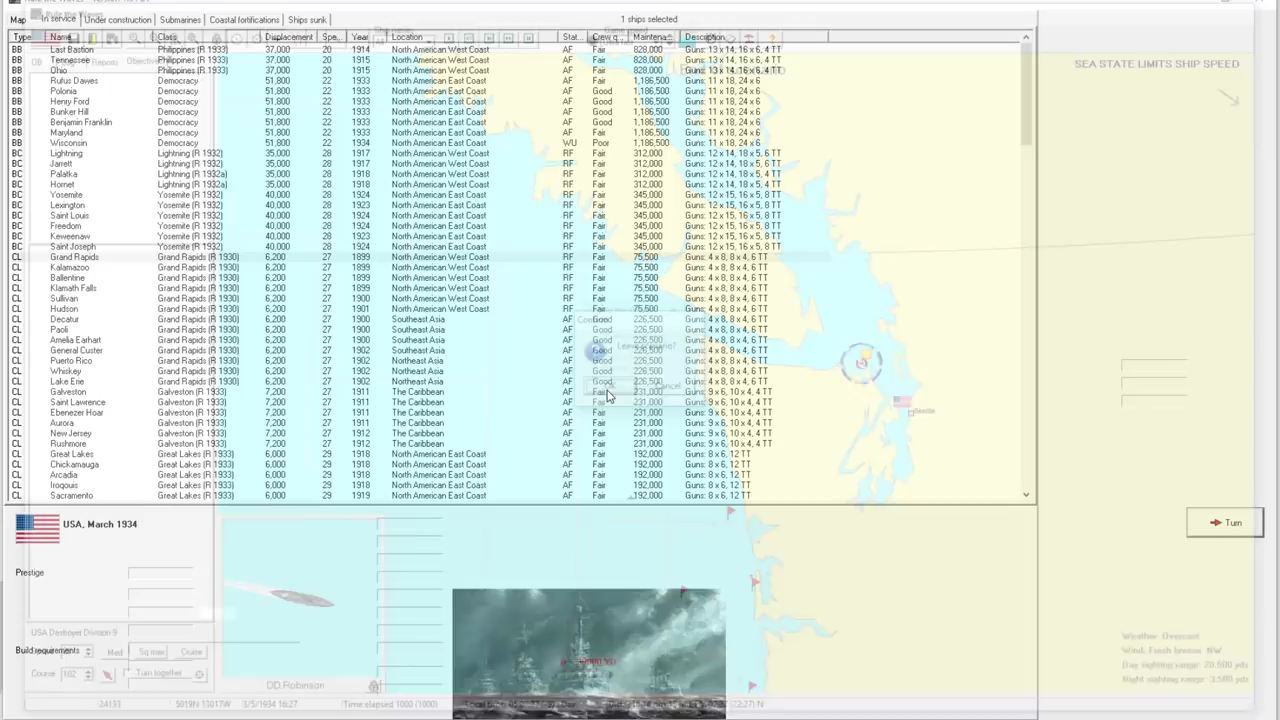 Map In service Under construction Submarines Coastal fortifications Ships sunk 1 ships selected
Type Name Class Displacement Spe... Year Location Stat... Crew q... Maintena... Description
BB Last Bastion Philippines (R 1933) 37,000 20 1914 North American West Coast AF Fair 828,000 Guns: 13 x 14, 16 x 6, 4 TT
BB Tennessee Philippines (R 1933) 37,000 20 1915 North American West Coast AF Fair 828,000 Guns: 13 x 14, 16 x 6, 4 TT
BB Ohio Philippines (R 1933) 37,000 20 1915 North American West Coast AF Fair 828,000 Guns: 13 x 14, 16 x 6, 4 TT
BB Rufus Dawes Democracy 51,800 22 1933 North American East Coast AF Fair 1,186,500 Guns: 11 x 18, 24 x 6
BB Polonia Democracy 51,800 22 1933 North American East Coast AF Good 1,186,500 Guns: 11 x 18, 24 x 6
BB Henry Ford Democracy 51,800 22 1933 North American East Coast AF Good 1,186,500 Guns: 11 x 18, 24 x 6
BB Bunker Hill Democracy 51,800 22 1933 North American East Coast AF Good 1,186,500 Guns: 11 x 18, 24 x 6
BB Benjamin Franklin Democracy 51,800 22 1933 North American East Coast AF Good 1,186,500 Guns: 11 x 18, 24 x 6
BB Maryland Democracy 51,800 22 1933 North American East Coast AF Fair 1,186,500 Guns: 11 x 18, 24 x 6
BB Wisconsin Democracy 51,800 22 1934 North American East Coast WU Poor 1,186,500 Guns: 11 x 18, 24 x 6
BC Lightning Lightning (R 1932) 35,000 28 1917 North American West Coast RF Fair 312,000 Guns: 12 x 14, 18 x 5, 6 TT
BC Jarrett Lightning (R 1932) 35,000 28 1917 North American West Coast RF Fair 312,000 Guns: 12 x 14, 18 x 5, 4 TT
BC Palatka Lightning (R 1932a) 35,000 28 1918 North American West Coast RF Fair 312,000 Guns: 12 x 14, 18 x 5, 4 TT
BC Hornet Lightning (R 1932a) 35,000 28 1918 North American West Coast RF Fair 312,000 Guns: 12 x 14, 18 x 5, 4 TT
BC Yosemite Yosemite (R 1932) 40,000 28 1924 North American East Coast RF Fair 345,000 Guns: 12 x 15, 16 x 5, 8 TT
BC Lexington Yosemite (R 1932) 40,000 28 1923 North American East Coast RF Fair 345,000 Guns: 12 x 15, 16 x 5, 8 TT
BC Saint Louis Yosemite (R 1932) 40,000 28 1924 North American East Coast RF Fair 345,000 Guns: 12 x 15, 16 x 5, 8 TT
BC Freedom Yosemite (R 1932) 40,000 28 1924 North American East Coast RF Fair 345,000 Guns: 12 x 15, 16 x 5, 8 TT
BC Keweenaw Yosemite (R 1932) 40,000 28 1923 North American East Coast RF Fair 345,000 Guns: 12 x 15, 16 x 5, 8 TT
BC Saint Joseph Yosemite (R 1932) 40,000 28 1924 North American East Coast RF Fair 345,000 Guns: 12 x 15, 16 x 5, 8 TT
CL Grand Rapids Grand Rapids (R 1930) 6,200 27 1899 North American West Coast RF Fair 75,500 Guns: 4 x 8, 8 x 4, 6 TT
CL Kalamazoo Grand Rapids (R 1930) 6,200 27 1899 North American West Coast RF Fair 75,500 Guns: 4 x 8, 8 x 4, 6 TT
CL Ballentine Grand Rapids (R 1930) 6,200 27 1899 North American West Coast RF Fair 75,500 Guns: 4 x 8, 8 x 4, 6 TT
CL Klamath Falls Grand Rapids (R 1930) 6,200 27 1899 North American West Coast RF Fair 75,500 Guns: 4 x 8, 8 x 4, 6 TT
CL Sullivan Grand Rapids (R 1930) 6,200 27 1900 North American West Coast RF Fair 75,500 Guns: 4 x 8, 8 x 4, 6 TT
CL Hudson Grand Rapids (R 1930) 6,200 27 1901 North American West Coast RF Fair 75,500 Guns: 4 x 8, 8 x 4, 6 TT
CL Decatur Grand Rapids (R 1930) 6,200 27 1900 Southeast Asia AF Good 226,500 Guns: 4 x 8, 8 x 4, 6 TT
CL Paoli Grand Rapids (R 1930) 6,200 27 1900 Southeast Asia AF Good 226,500 Guns: 4 x 8, 8 x 4, 6 TT
CL Amelia Earhart Grand Rapids (R 1930) 6,200 27 1902 Southeast Asia AF Good 226,500 Guns: 4 x 8, 8 x 4, 6 TT
CL General Custer Grand Rapids (R 1930) 6,200 27 1902 Southeast Asia AF Good 226,500 Guns: 4 x 8, 8 x 4, 6 TT
CL Puerto Rico Grand Rapids (R 1930) 6,200 27 1902 Northeast Asia AF Good 226,500 Guns: 4 x 8, 8 x 4, 6 TT
CL Whiskey Grand Rapids (R 1930) 6,200 27 1902 Northeast Asia AF Good 226,500 Guns: 4 x 8, 8 x 4, 6 TT
CL Lake Erie Grand Rapids (R 1930) 6,200 27 1902 Northeast Asia AF Good 226,500 Guns: 4 x 8, 8 x 4, 6 TT
CL Galveston Galveston (R 1933) 7,200 27 1911 The Caribbean AF Fair 231,000 Guns: 9 x 6, 10 x 4, 4 TT
CL Saint Lawrence Galveston (R 1933) 7,200 27 1911 The Caribbean AF Fair 231,000 Guns: 9 x 6, 10 x 4, 4 TT
CL Ebenezer Hoar Galveston (R 1933) 7,200 27 1911 The Caribbean AF Fair 231,000 Guns: 9 x 6, 10 x 4, 4 TT
CL Aurora Galveston (R 1933) 7,200 27 1911 The Caribbean AF Fair 231,000 Guns: 9 x 6, 10 x 4, 4 TT
CL New Jersey Galveston (R 1933) 7,200 27 1912 The Caribbean AF Fair 231,000 Guns: 9 x 6, 10 x 4, 4 TT
CL Rushmore Galveston (R 1933) 7,200 27 1912 The Caribbean AF Fair 231,000 Guns: 9 x 6, 10 x 4, 4 TT
CL Great Lakes Great Lakes (R 1933) 6,000 29 1918 North American East Coast AF Fair 192,000 Guns: 8 x 6, 12 TT
CL Chickamauga Great Lakes (R 1933) 6,000 29 1918 North American East Coast AF Fair 192,000 Guns: 8 x 6, 12 TT
CL Arcadia Great Lakes (R 1933) 6,000 29 1918 North American East Coast AF Fair 192,000 Guns: 8 x 6, 12 TT
CL Iroquois Great Lakes (R 1933) 6,000 29 1918 North American East Coast AF Fair 192,000 Guns: 8 x 6, 12 TT
CL Sacramento Great Lakes (R 1933) 6,000 29 1919 North American East Coast AF Fair 192,000 Guns: 8 x 6, 12 TT
SEA STATE LIMITS SHIP SPEED
Leave scenario?
Cancel
Seattle
USA, March 1934
Turn
Prestige
USA Destroyer Division 9
Build requirements
Med Sq max Cruise
Course 102 Turn together
DD Robinson
Weather: Overcast
Wind: Fresh breeze NW
Day sighting range: 20,500 yds
Night sighting range: 3,500 yds
24133 5019N 13017W 3/5/1934 16:27 Time elapsed 1000 (1000)